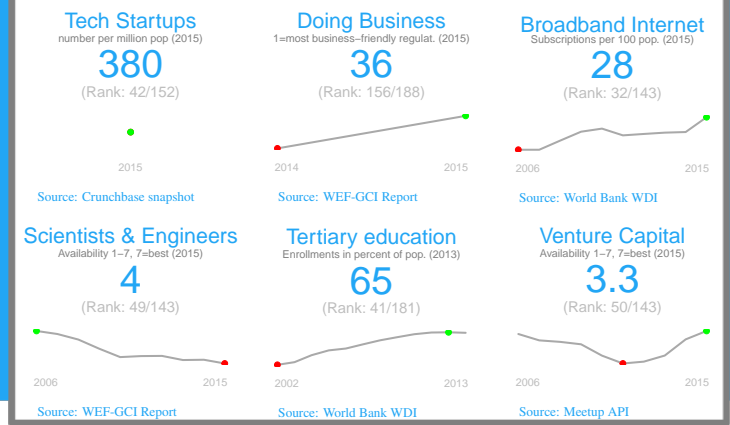 Tech Startups
number per million pop (2015)
380
(Rank: 42/152)
2015
Source: Crunchbase snapshot
Doing Business
1=most business−friendly regulat. (2015)
36
(Rank: 156/188)
2014 2015
Source: WEF-GCI Report
Broadband Internet
Subscriptions per 100 pop. (2015)
28
(Rank: 32/143)
2006 2015
Source: World Bank WDI
Scientists & Engineers
Availability 1−7, 7=best (2015)
4
(Rank: 49/143)
2006 2015
Source: WEF-GCI Report
Tertiary education
Enrollments in percent of pop. (2013)
65
(Rank: 41/181)
2002 2013
Source: World Bank WDI
Venture Capital
Availability 1−7, 7=best (2015)
3.3
(Rank: 50/143)
2006 2015
Source: Meetup API